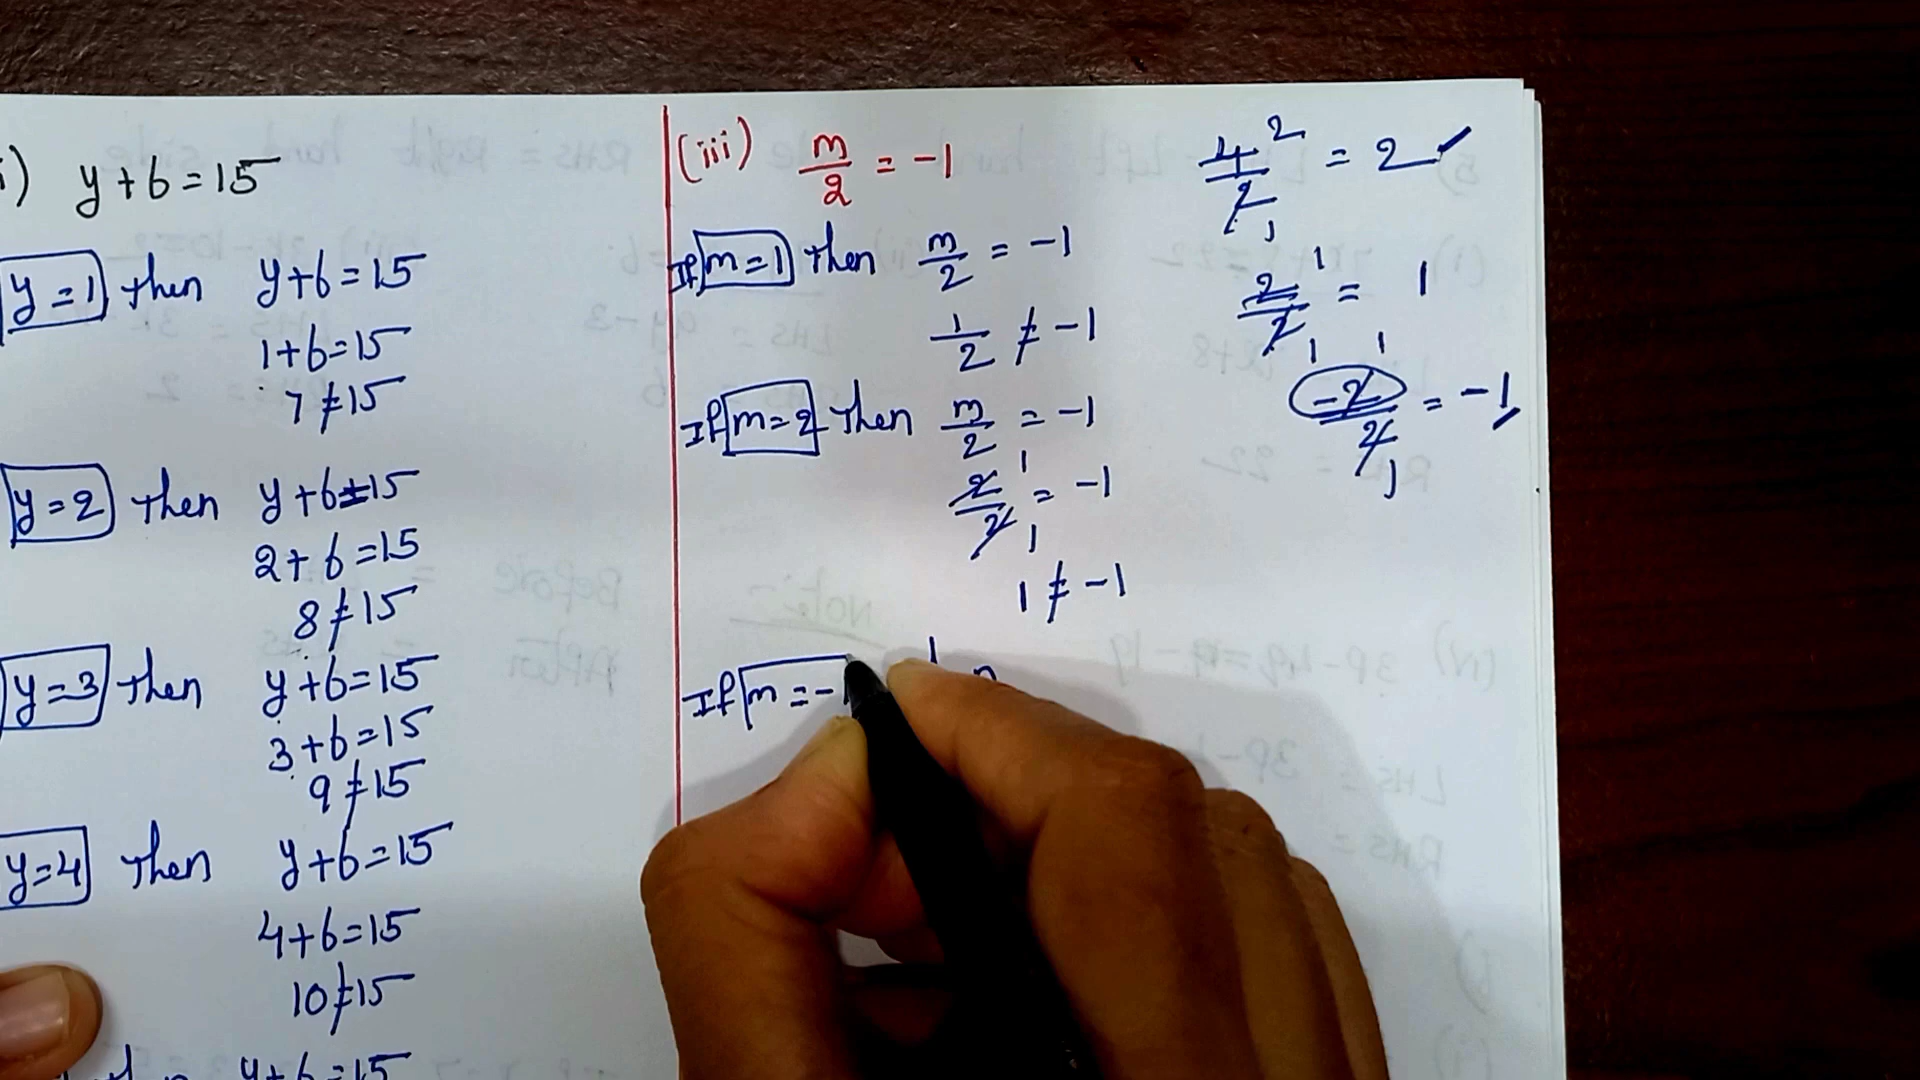 i) y+6=15
y=1, then y+6=15
1+6=15
7≠15
y=2 then y+6=15
2+6=15
8≠15
y=3 then y+6=15
3+6=15
9≠15
y=4 then y+6=15
4+6=15
10≠15
y+6=15
(iii) m/2 = -1
If m=1 then m/2 = -1
1/2 ≠ -1
If m=2 then m/2 = -1
2/2 = -1
1 ≠ -1
If m=-1
4/2 = 2
2/2 = 1
-2/2 = -1